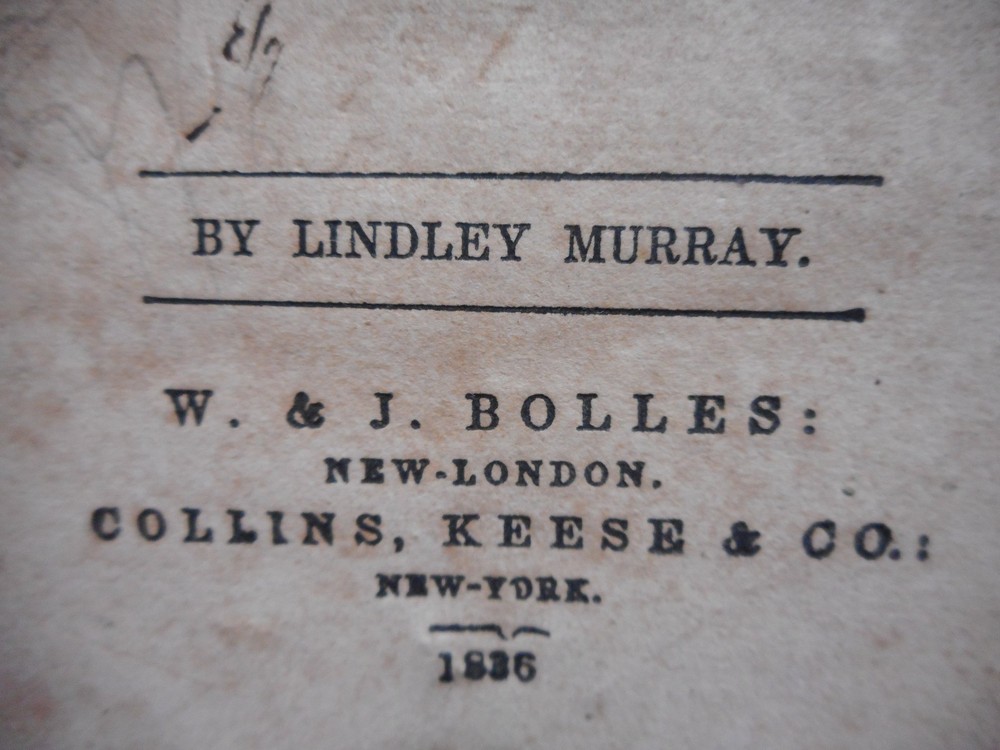 BY LINDLEY MURRAY.
W. & J. BOLLES:
NEW-LONDON.
COLLINS, KEESE & CO.:
NEW-YORK.
1836